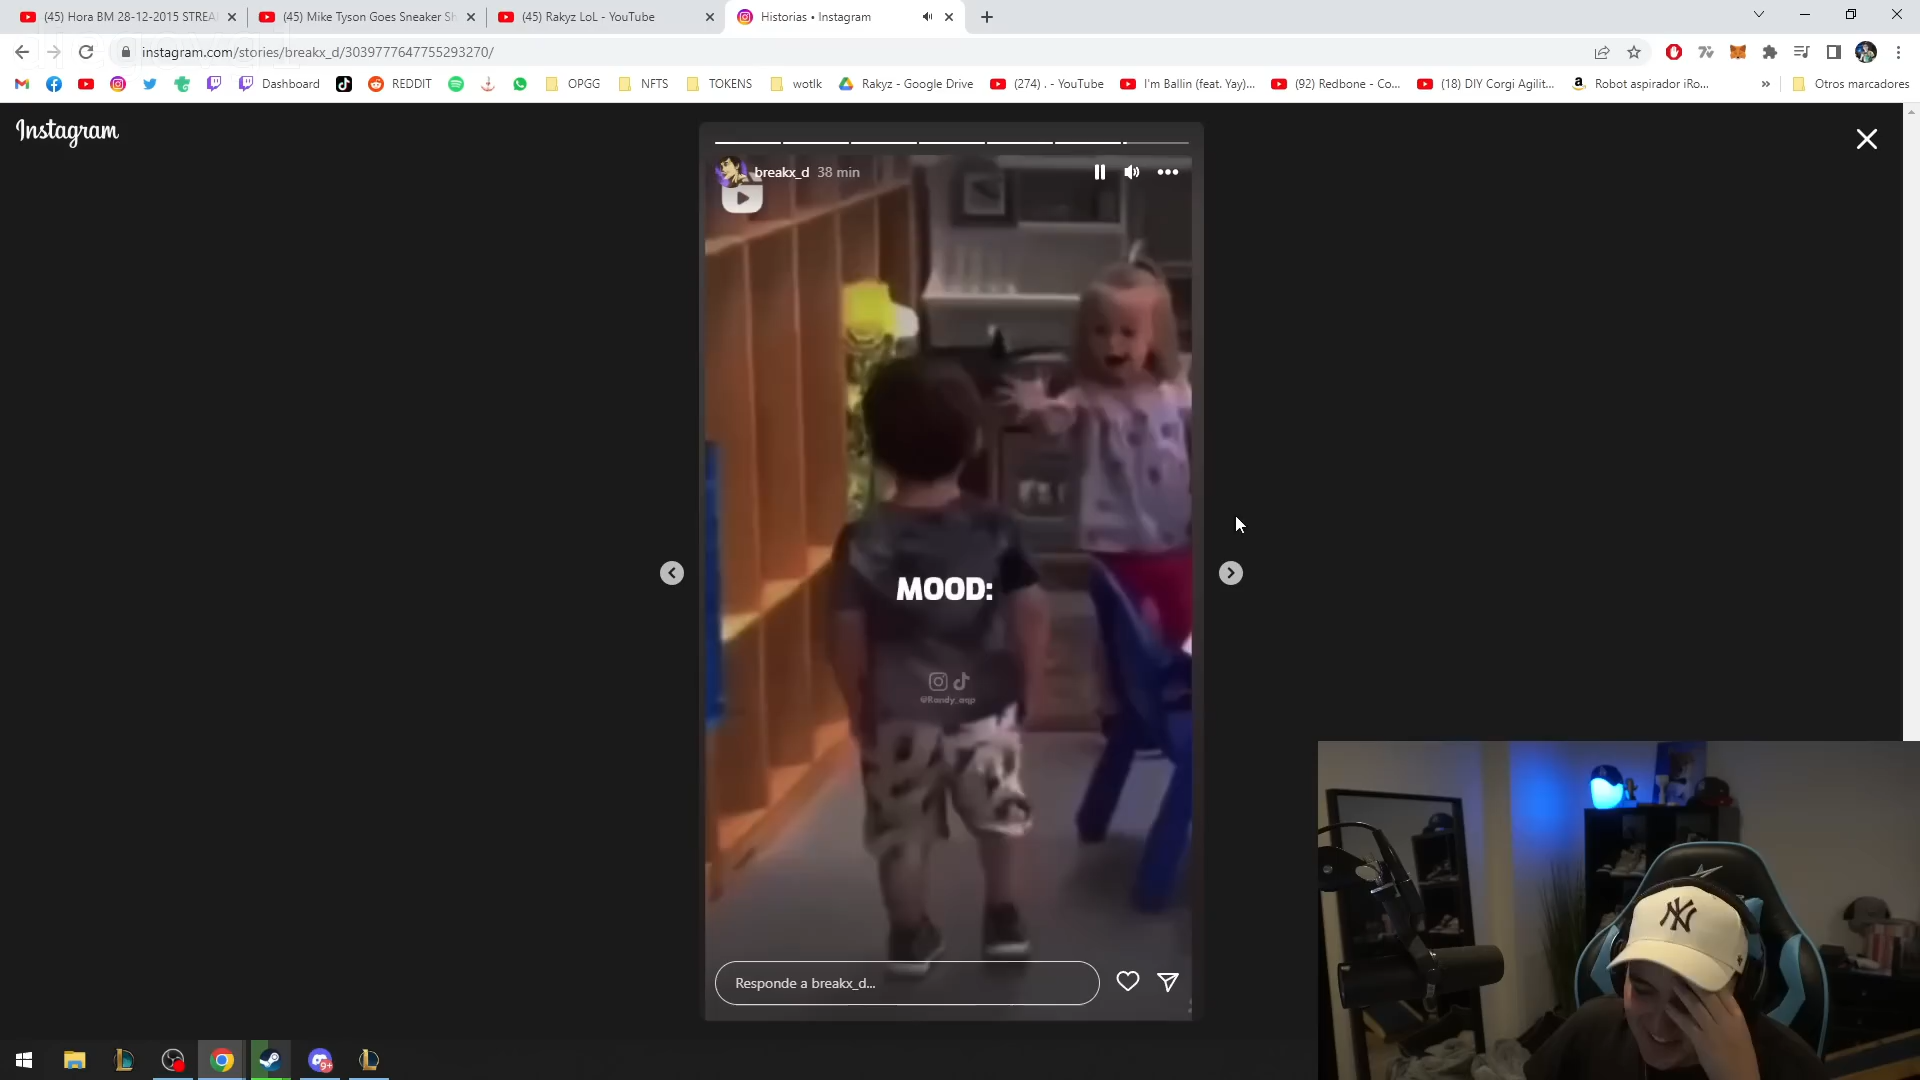 (45) Hora BM 28-12-2015 STREA
(45) Mike Tyson Goes Sneaker Sh
(45) Rakyz LoL - YouTube
Historias • Instagram
instagram.com/stories/breakx_d/3039777647755293270/
Dashboard
REDDIT
OPGG
NFTS
TOKENS
wotlk
Rakyz - Google Drive
(274) . - YouTube
I'm Ballin (feat. Yay)...
(92) Redbone - Co...
(18) DIY Corgi Agilit...
Robot aspirador iRo...
»
Otros marcadores
Instagram
breakx_d 38 min
MOOD:
@Randy_aqp
Responde a breakx_d...
9+
NY